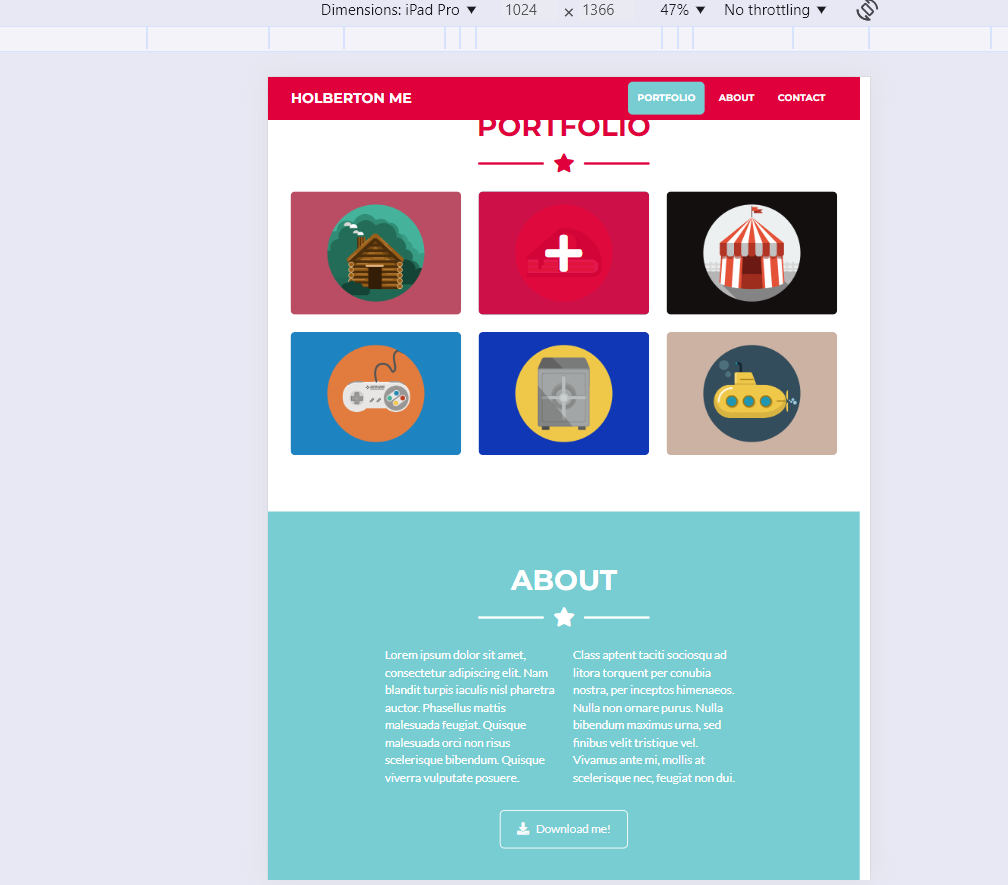 Dimensions: iPad Pro ▼ 1024 × 1366 47% ▼ No throttling ▼
HOLBERTON ME PORTFOLIO ABOUT CONTACT
PORTFOLIO
ABOUT
Lorem ipsum dolor sit amet,
consectetur adipiscing elit. Nam
blandit turpis iaculis nisl pharetra
auctor. Phasellus mattis
malesuada feugiat. Quisque
malesuada orci non risus
scelerisque bibendum. Quisque
viverra vulputate posuere.
Class aptent taciti sociosqu ad
litora torquent per conubia
nostra, per inceptos himenaeos.
Nulla non ornare purus. Nulla
bibendum maximus urna, sed
finibus velit tristique vel.
Vivamus ante mi, mollis at
scelerisque nec, feugiat non dui.
Download me!